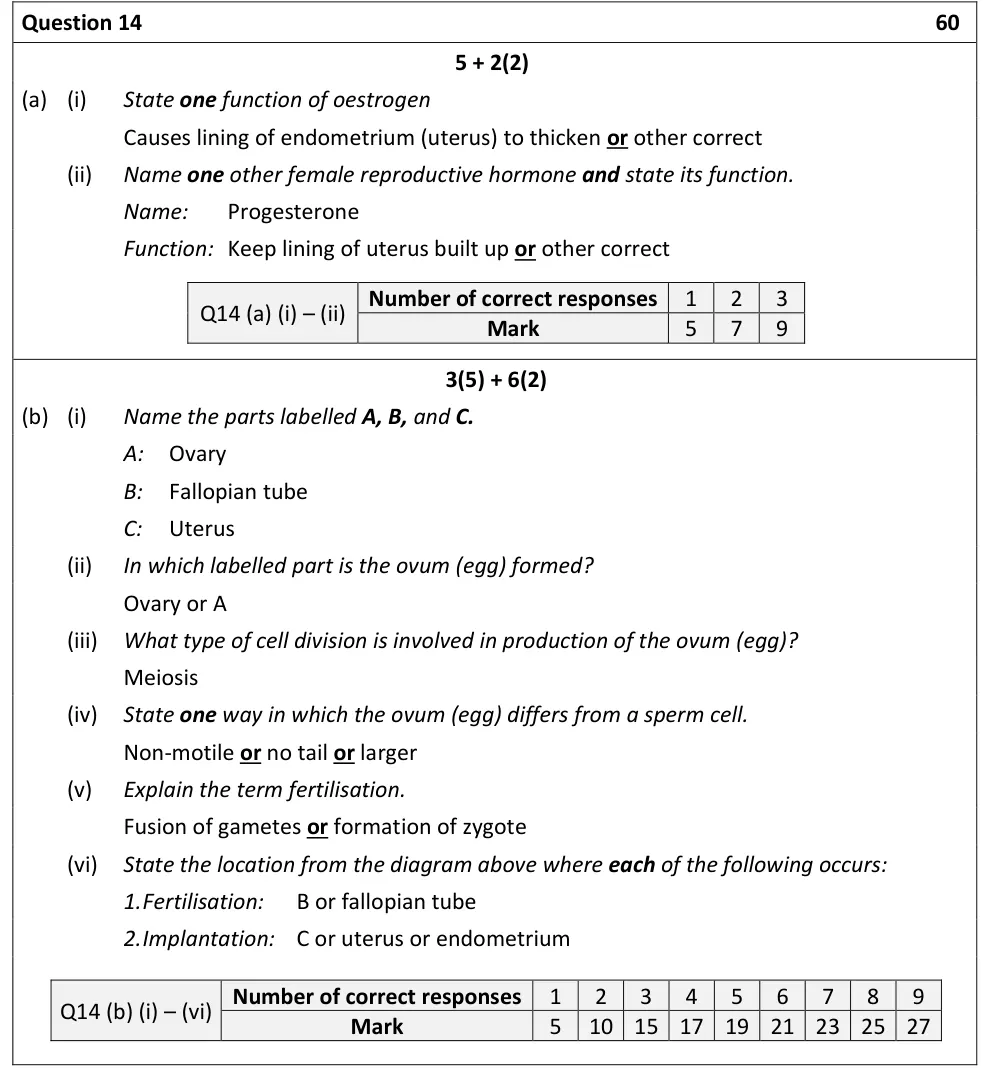 Question 14 60
5 + 2(2)
(a) (i) State one function of oestrogen
Causes lining of endometrium (uterus) to thicken or other correct
(ii) Name one other female reproductive hormone and state its function.
Name: Progesterone
Function: Keep lining of uterus built up or other correct
Q14 (a) (i) – (ii)
Number of correct responses 1 2 3
Mark 5 7 9
3(5) + 6(2)
(b) (i) Name the parts labelled A, B, and C.
A: Ovary
B: Fallopian tube
C: Uterus
(ii) In which labelled part is the ovum (egg) formed?
Ovary or A
(iii) What type of cell division is involved in production of the ovum (egg)?
Meiosis
(iv) State one way in which the ovum (egg) differs from a sperm cell.
Non-motile or no tail or larger
(v) Explain the term fertilisation.
Fusion of gametes or formation of zygote
(vi) State the location from the diagram above where each of the following occurs:
1.Fertilisation: B or fallopian tube
2.Implantation: C or uterus or endometrium
Q14 (b) (i) – (vi)
Number of correct responses 1 2 3 4 5 6 7 8 9
Mark 5 10 15 17 19 21 23 25 27